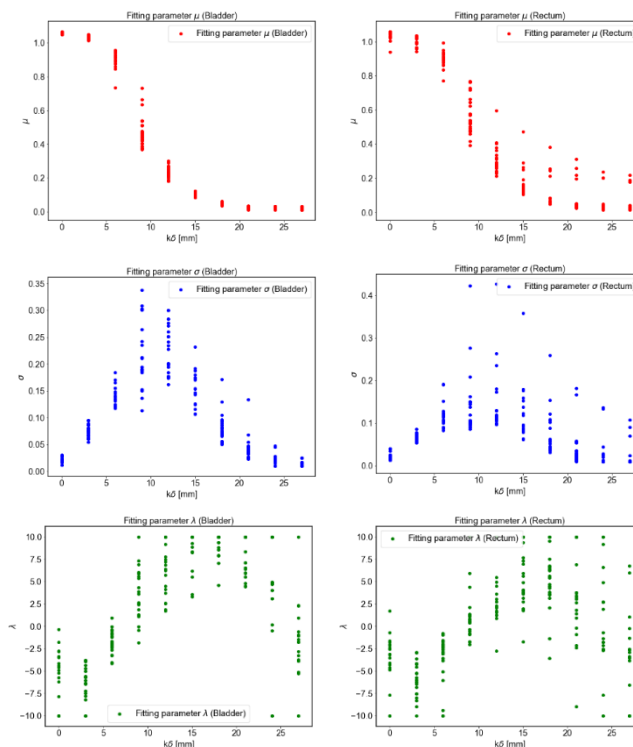 Fitting parameter μ (Bladder)
Fitting parameter μ (Bladder)
1.0
0.8
0.6
0.4
0.2
0.0
μ
0 5 10 15 20 25
kδ [mm]
Fitting parameter μ (Rectum)
Fitting parameter μ (Rectum)
1.0
0.8
0.6
0.4
0.2
0.0
μ
0 5 10 15 20 25
kδ [mm]
Fitting parameter σ (Bladder)
Fitting parameter σ (Bladder)
0.35
0.30
0.25
0.20
0.15
0.10
0.05
0.00
σ
0 5 10 15 20 25
kδ [mm]
Fitting parameter σ (Rectum)
Fitting parameter σ (Rectum)
0.4
0.3
0.2
0.1
0.0
σ
0 5 10 15 20 25
kδ [mm]
Fitting parameter λ (Bladder)
10.0
7.5
5.0
2.5
0.0
−2.5
−5.0
−7.5
−10.0
λ
Fitting parameter λ (Bladder)
0 5 10 15 20 25
kδ [mm]
Fitting parameter λ (Rectum)
Fitting parameter λ (Rectum)
10.0
7.5
5.0
2.5
0.0
−2.5
−5.0
−7.5
−10.0
λ
0 5 10 15 20 25
kδ [mm]